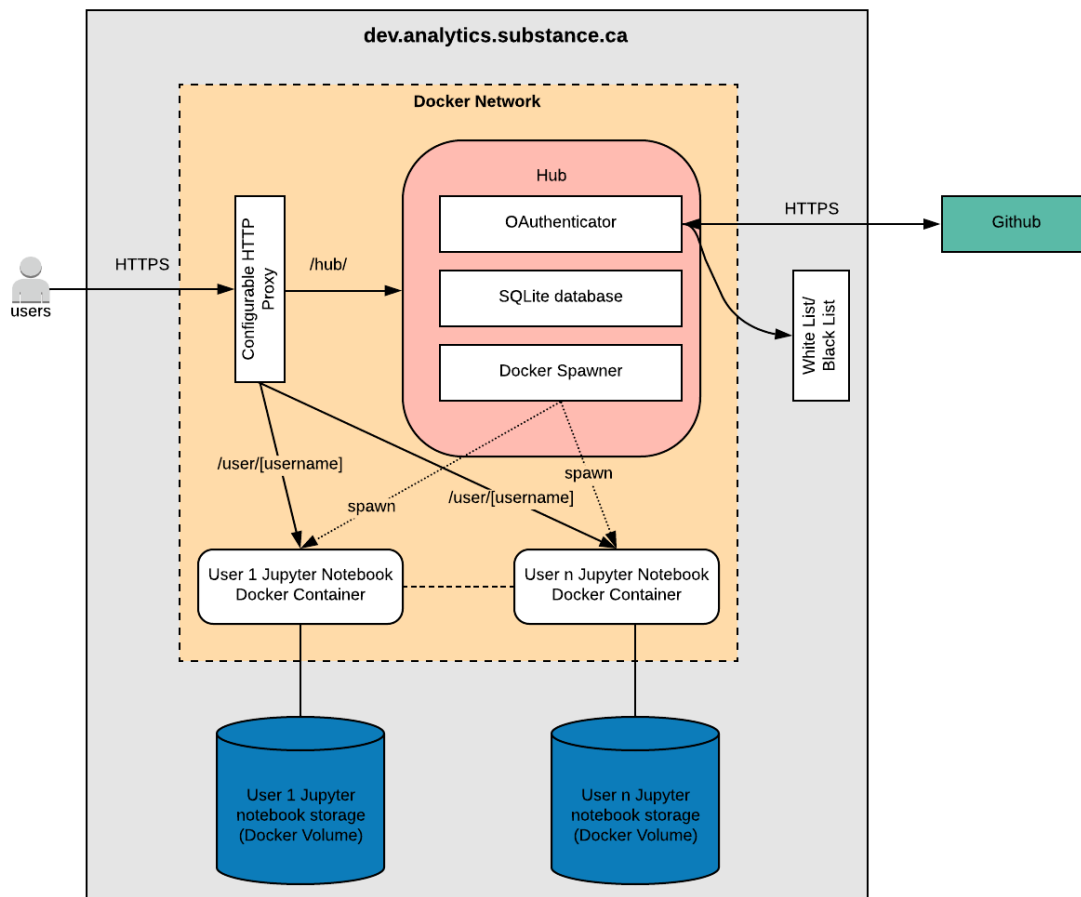 dev.analytics.substance.ca
Docker Network
Hub
OAuthenticator
HTTPS
Github
HTTPS
Configurable HTTP
Proxy
/hub/
SQLite database
White List/
Black List
users
Docker Spawner
/user/[username]
spawn
/user/[username]
spawn
User 1 Jupyter Notebook
Docker Container
User n Jupyter Notebook
Docker Container
User 1 Jupyter
notebook storage
(Docker Volume)
User n Jupyter
notebook storage
(Docker Volume)